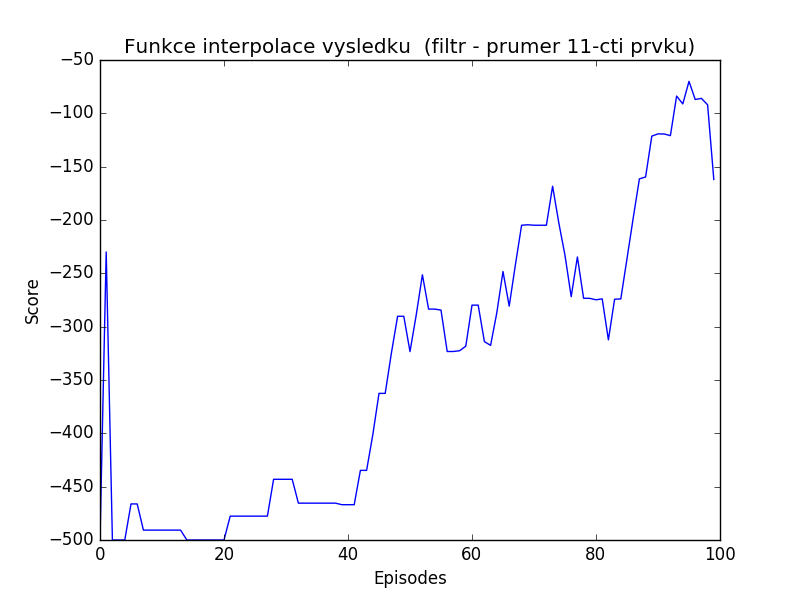 Funkce interpolace vysledku (filtr - prumer 11-cti prvku)
−50
−100
−150
−200
−250
−300
−350
−400
−450
−500
Score
0 20 40 60 80 100
Episodes